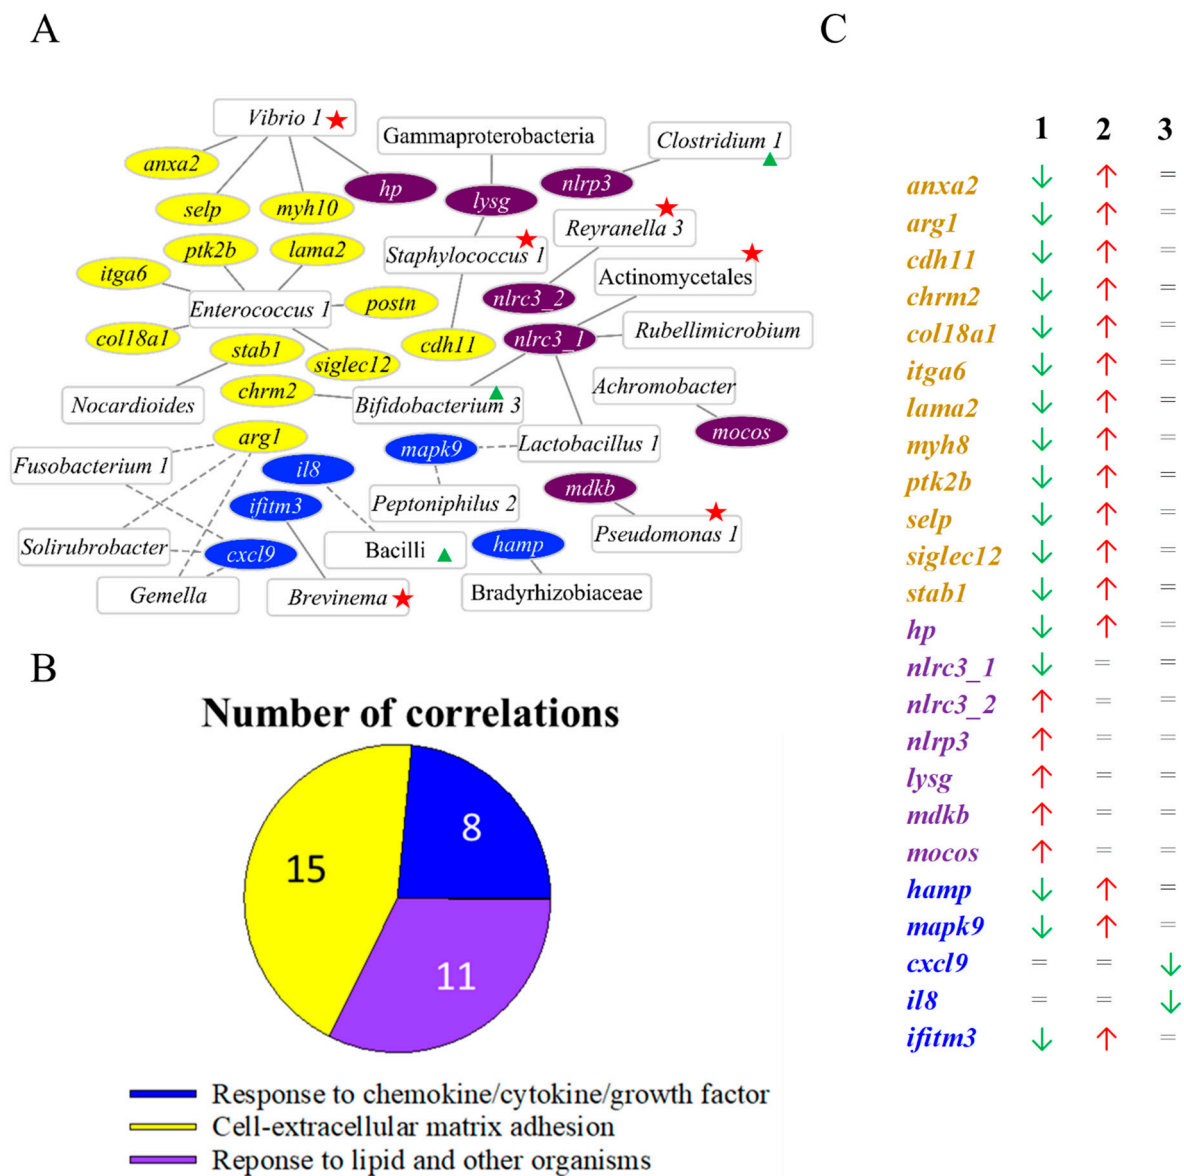 A
Vibrio 1
Gammaproterobacteria
Clostridium 1
anxa2
hp
nlrp3
selp
myh10
lysg
Reyranella 3
ptk2b
lama2
Staphylococcus 1
Actinomycetales
itga6
nlrc3_2
Enterococcus 1
postn
Rubellimicrobium
col18a1
stab1
siglec12
cdh11
nlrc3_1
chrm2
Achromobacter
Nocardioides
Bifidobacterium 3
arg1
mapk9
Lactobacillus 1
mocos
Fusobacterium 1
il8
mdkb
ifitm3
Peptoniphilus 2
Solirubrobacter
cxcl9
Bacilli
hamp
Pseudomonas 1
Gemella
Brevinema
Bradyrhizobiaceae
B
Number of correlations
8
15
11
Response to chemokine/cytokine/growth factor
Cell-extracellular matrix adhesion
Reponse to lipid and other organisms
C
1 2 3
anxa2 ↓ ↑ =
arg1 ↓ ↑ =
cdh11 ↓ ↑ =
chrm2 ↓ ↑ =
col18a1 ↓ ↑ =
itga6 ↓ ↑ =
lama2 ↓ ↑ =
myh8 ↓ ↑ =
ptk2b ↓ ↑ =
selp ↓ ↑ =
siglec12 ↓ ↑ =
stab1 ↓ ↑ =
hp ↓ ↑ =
nlrc3_1 ↓ = =
nlrc3_2 ↑ = =
nlrp3 ↑ = =
lysg ↑ = =
mdkb ↑ = =
mocos ↑ = =
hamp ↓ ↑ =
mapk9 ↓ ↑ =
cxcl9 = = ↓
il8 = = ↓
ifitm3 ↓ ↑ =